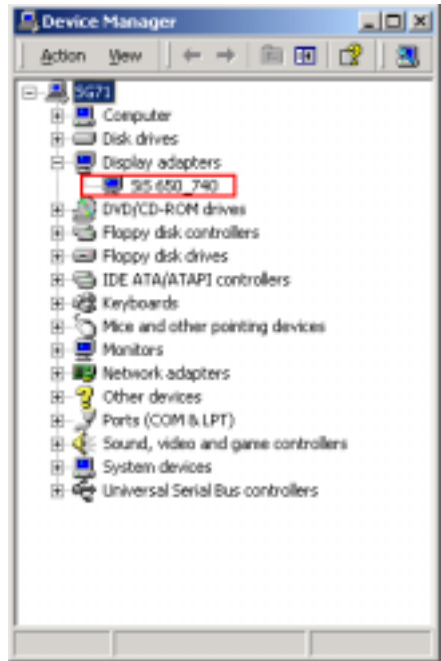 Device Manager
Action View
SG71
Computer
Disk drives
Display adapters
SiS 650_740
DVD/CD-ROM drives
Floppy disk controllers
Floppy disk drives
IDE ATA/ATAPI controllers
Keyboards
Mice and other pointing devices
Monitors
Network adapters
Other devices
Ports (COM & LPT)
Sound, video and game controllers
System devices
Universal Serial Bus controllers